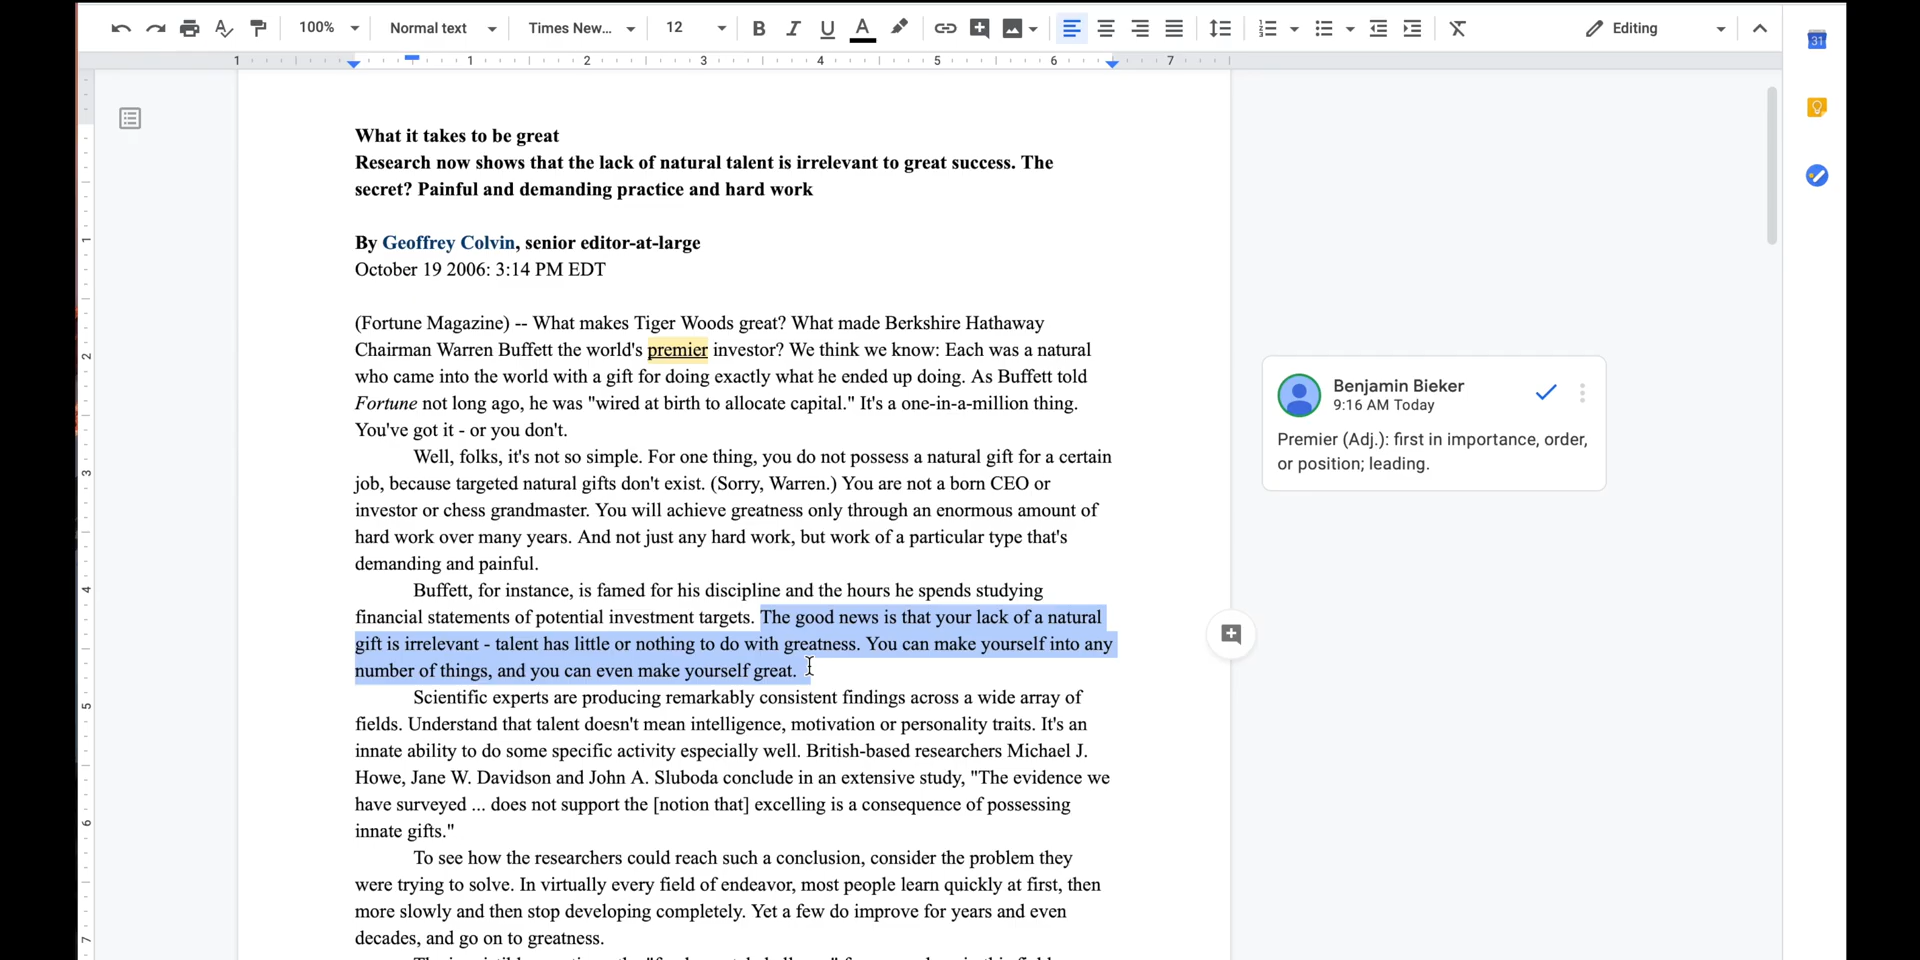 100% Normal text Times New... 12 B I U A Editing
31
1 1 2 3 4 5 6 7
What it takes to be great
Research now shows that the lack of natural talent is irrelevant to great success. The
secret? Painful and demanding practice and hard work
By Geoffrey Colvin, senior editor-at-large
October 19 2006: 3:14 PM EDT
(Fortune Magazine) -- What makes Tiger Woods great? What made Berkshire Hathaway
Chairman Warren Buffett the world's premier investor? We think we know: Each was a natural
who came into the world with a gift for doing exactly what he ended up doing. As Buffett told
Fortune not long ago, he was "wired at birth to allocate capital." It's a one-in-a-million thing.
You've got it - or you don't.
Well, folks, it's not so simple. For one thing, you do not possess a natural gift for a certain
job, because targeted natural gifts don't exist. (Sorry, Warren.) You are not a born CEO or
investor or chess grandmaster. You will achieve greatness only through an enormous amount of
hard work over many years. And not just any hard work, but work of a particular type that's
demanding and painful.
Buffett, for instance, is famed for his discipline and the hours he spends studying
financial statements of potential investment targets. The good news is that your lack of a natural
gift is irrelevant - talent has little or nothing to do with greatness. You can make yourself into any
number of things, and you can even make yourself great.
Scientific experts are producing remarkably consistent findings across a wide array of
fields. Understand that talent doesn't mean intelligence, motivation or personality traits. It's an
innate ability to do some specific activity especially well. British-based researchers Michael J.
Howe, Jane W. Davidson and John A. Sluboda conclude in an extensive study, "The evidence we
have surveyed ... does not support the [notion that] excelling is a consequence of possessing
innate gifts."
To see how the researchers could reach such a conclusion, consider the problem they
were trying to solve. In virtually every field of endeavor, most people learn quickly at first, then
more slowly and then stop developing completely. Yet a few do improve for years and even
decades, and go on to greatness.
Benjamin Bieker
9:16 AM Today
Premier (Adj.): first in importance, order,
or position; leading.
1
2
3
4
5
6
7